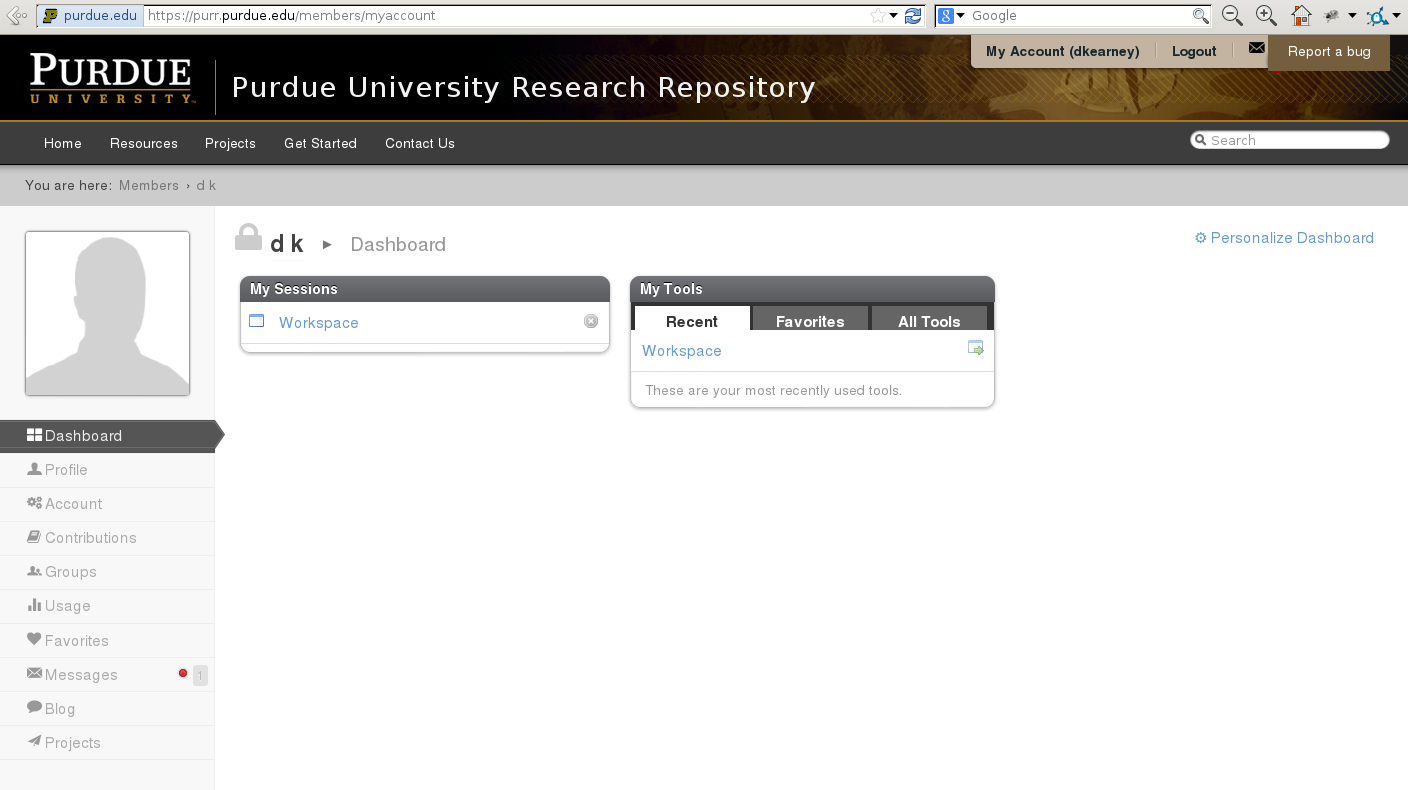 purdue.edu https://purr.purdue.edu/members/myaccount Google
My Account (dkearney) Logout Report a bug
PURDUE
UNIVERSITY
Purdue University Research Repository
Home Resources Projects Get Started Contact Us Search
You are here: Members › d k
d k ▸ Dashboard
Personalize Dashboard
My Sessions
Workspace
My Tools
Recent Favorites All Tools
Workspace
These are your most recently used tools.
Dashboard
Profile
Account
Contributions
Groups
Usage
Favorites
Messages 1
Blog
Projects